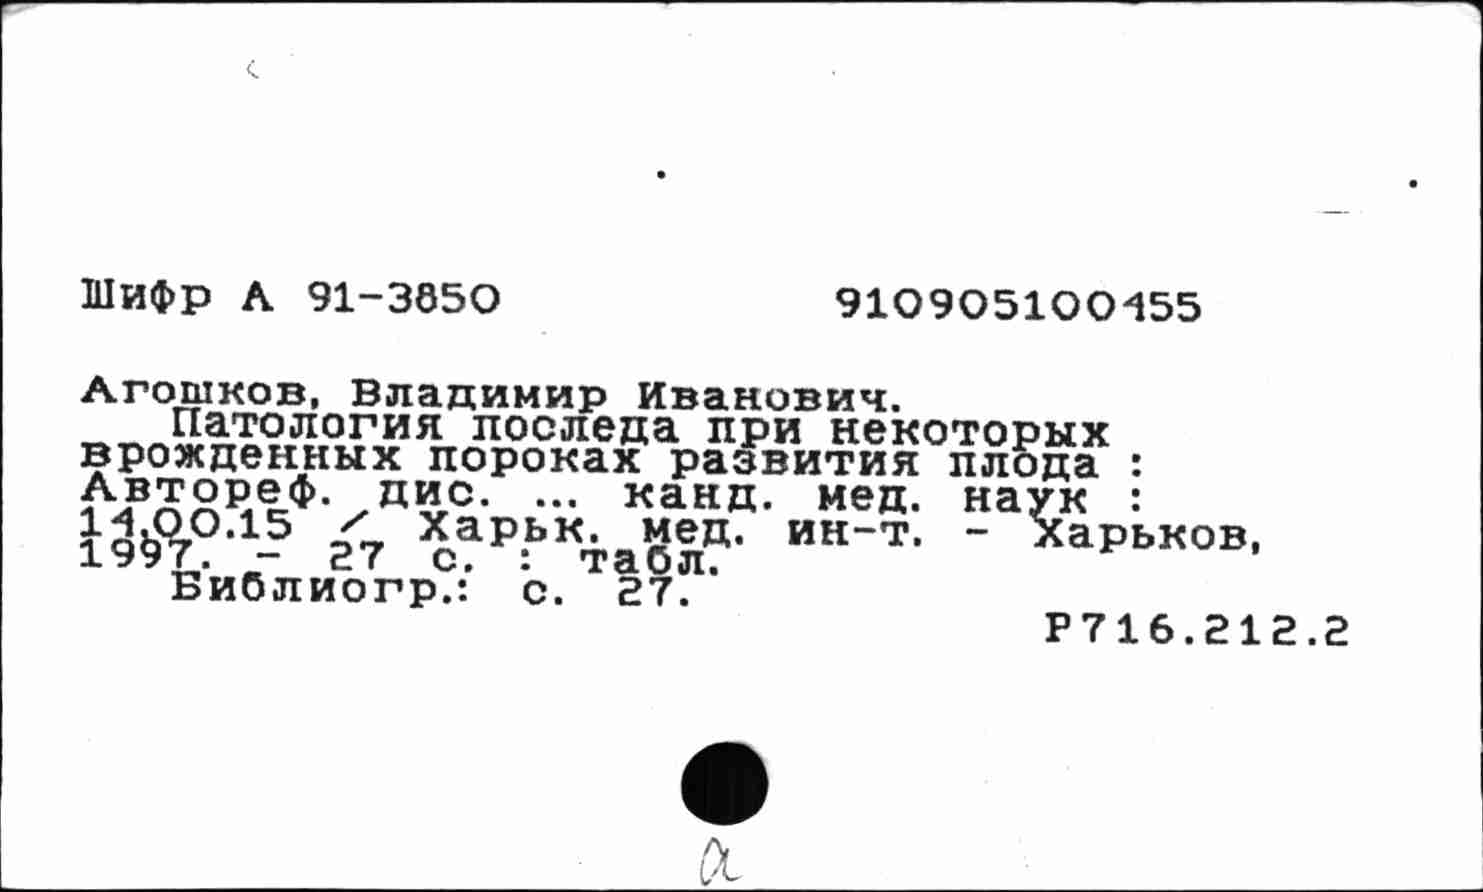 Шифр А 91-3850 910905100455
Агошков, Владимир Иванович.
Патология последа при некоторых
врожденных пороках развития плода :
Автореф. дис. ... канд. мед. наук :
14.00.15 / Харьк. мед. ин-т. - Харьков,
1997. - 27 с. : табл.
Библиогр.: с. 27.
Р716.212.2
а